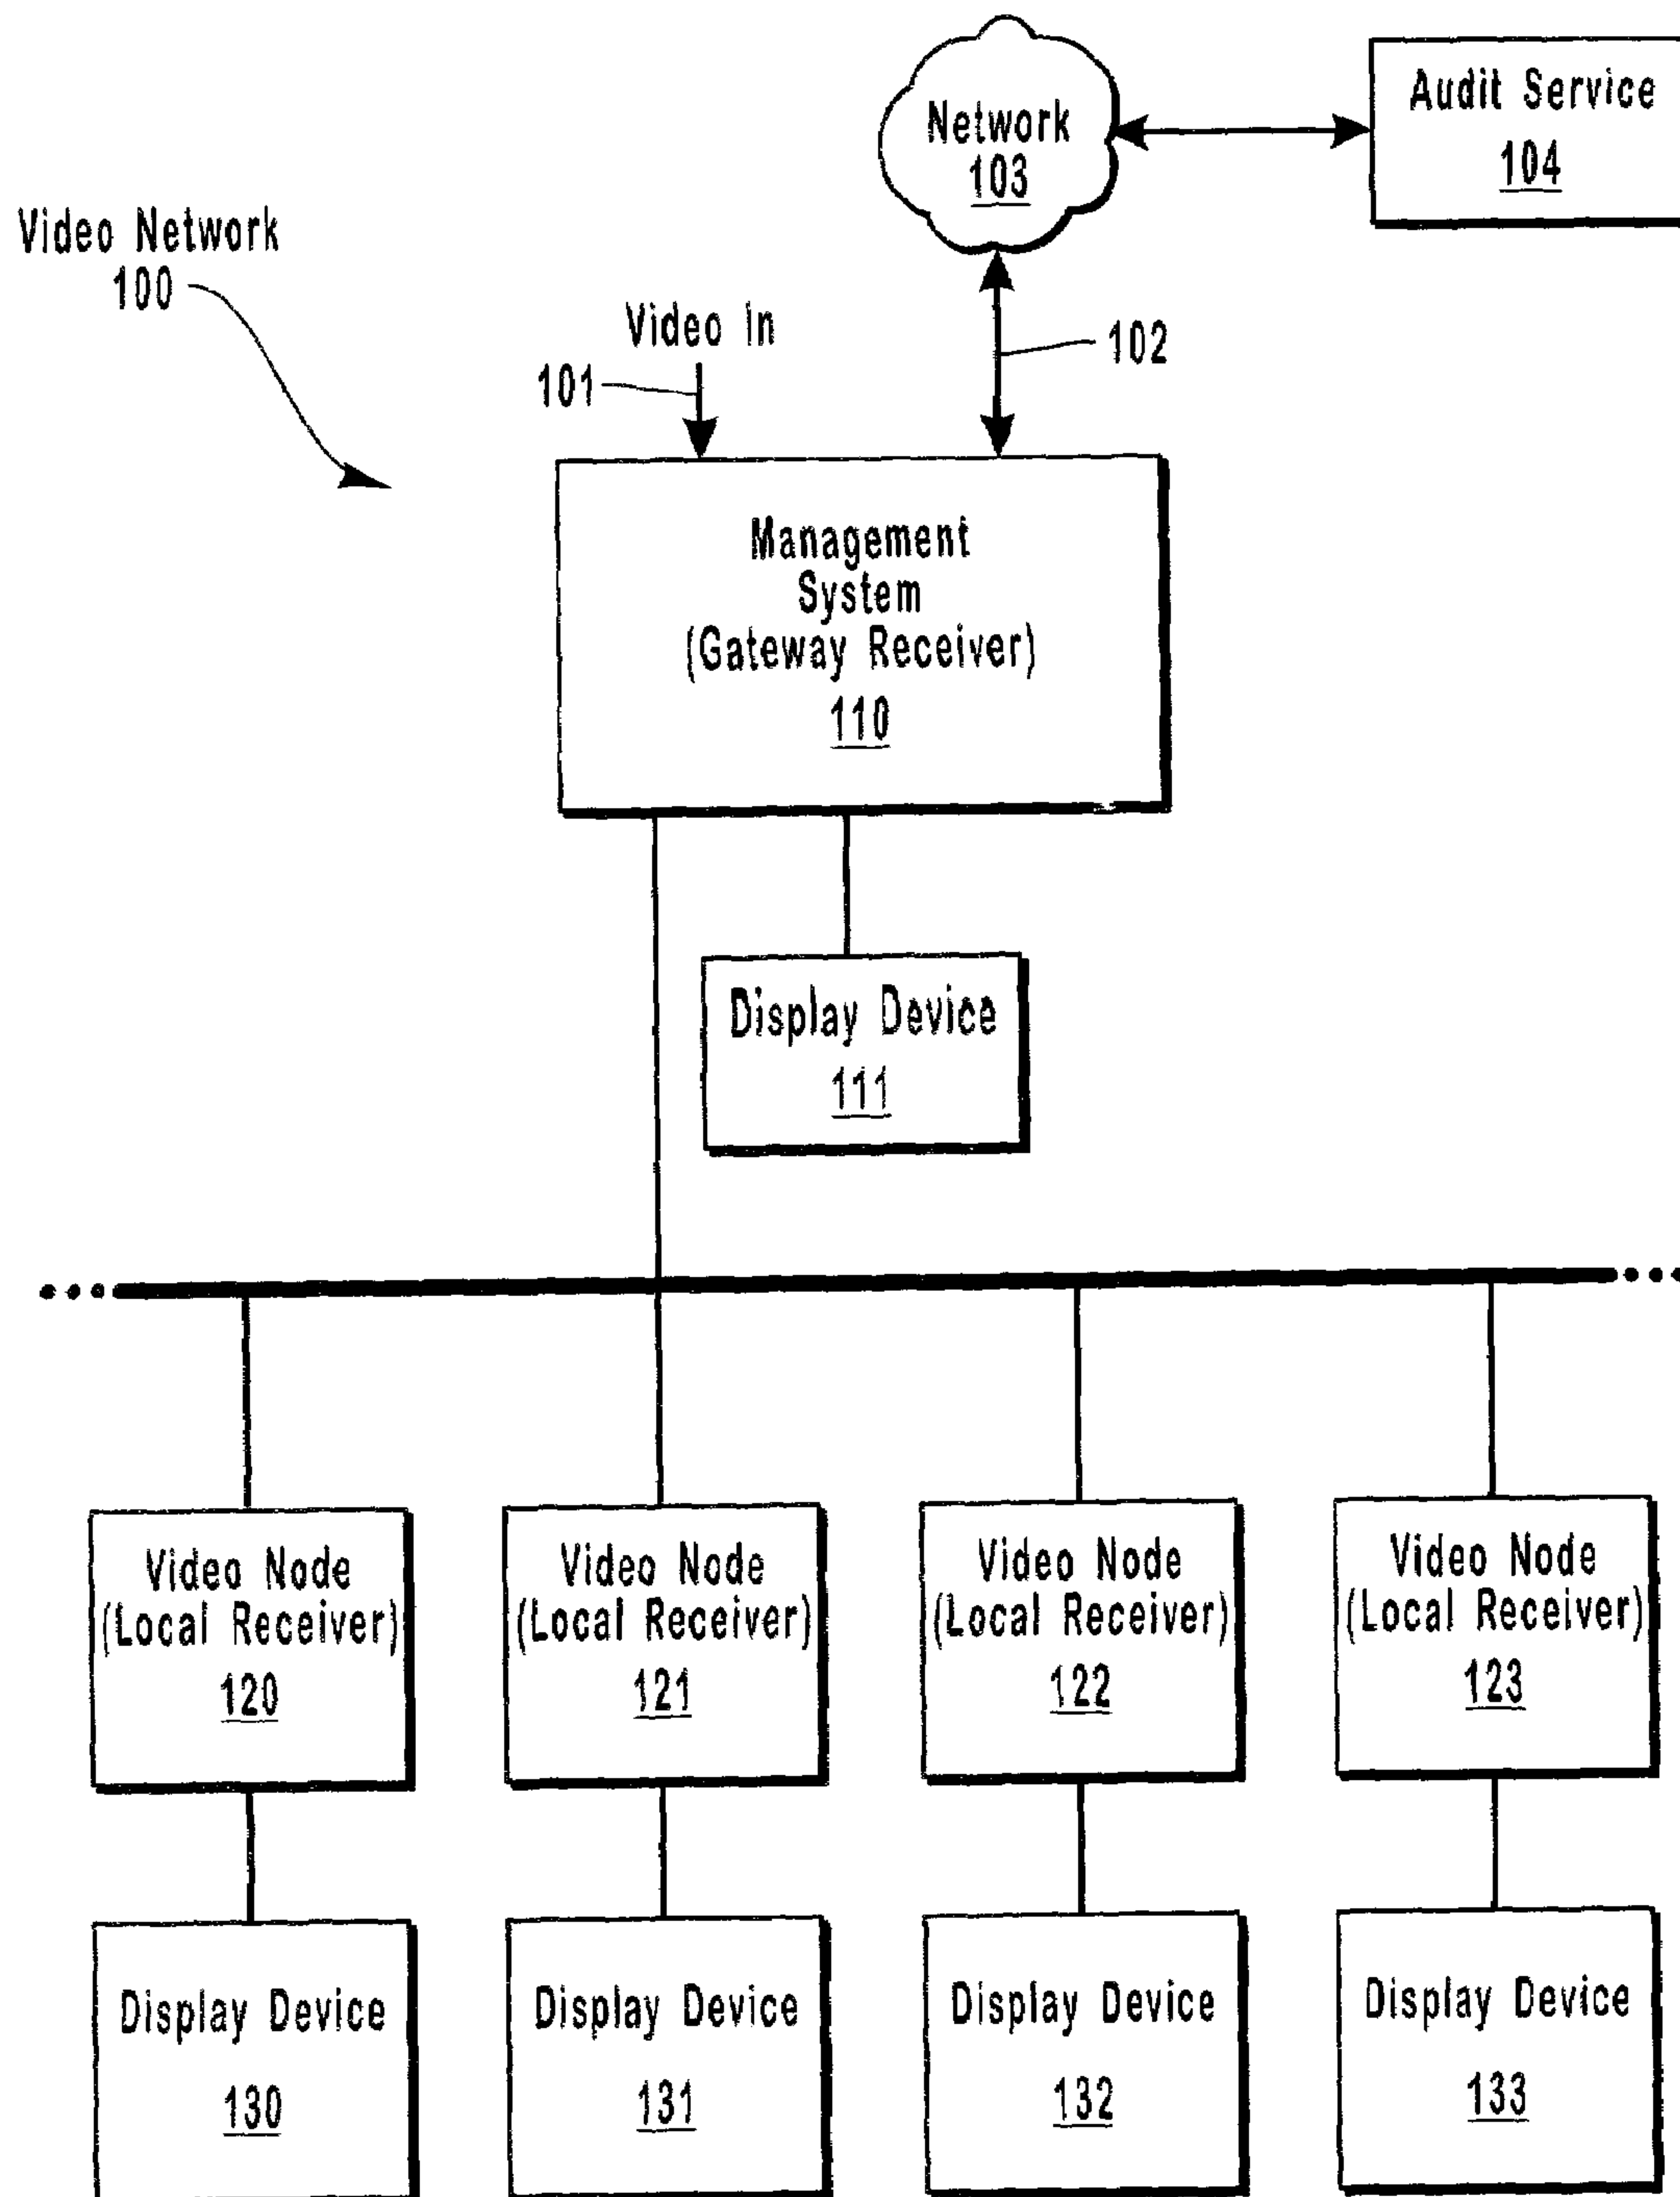 Network
103
Audit Service
104
Video Network
100
Video In
101
102
Management
System
(Gateway Receiver)
110
Display Device
111
Video Node
(Local Receiver)
120
Video Node
(Local Receiver)
121
Video Node
(Local Receiver)
122
Video Node
(Local Receiver)
123
Display Device
130
Display Device
131
Display Device
132
Display Device
133